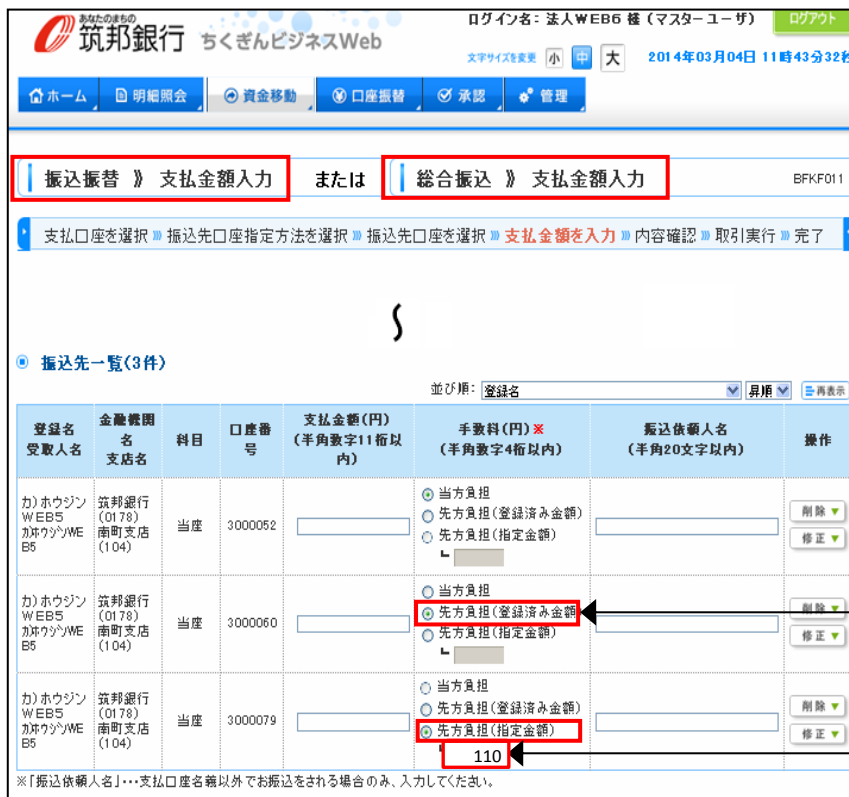 あなたのまちの
筑邦銀行 ちくぎんビジネスWeb
ログイン名：法人WEB6 様（マスターユーザ）
ログアウト
文字サイズを変更 小 中 大 2014年03月04日 11時43分32秒
ホーム 明細照会 資金移動 口座振替 承認 管理
振込振替 》 支払金額入力 または 総合振込 》 支払金額入力 BFKF011
支払口座を選択 》 振込先口座指定方法を選択 》 振込先口座を選択 》 支払金額を入力 》 内容確認 》 取引実行 》 完了
振込先一覧(3件)
並び順： 登録名 昇順 再表示
登録名
受取人名
金融機関名
支店名
科目
口座番号
支払金額(円)
(半角数字11桁以内)
手数料(円)※
(半角数字4桁以内)
振込依頼人名
(半角20文字以内)
操作
カ)ホウジン
WEB5
カ)ホウジンWE
B5
筑邦銀行
(0178)
南町支店
(104)
当座
3000052
当方負担
先方負担(登録済み金額)
先方負担(指定金額)
削除▼
修正▼
カ)ホウジン
WEB5
カ)ホウジンWE
B5
筑邦銀行
(0178)
南町支店
(104)
当座
3000060
当方負担
先方負担(登録済み金額
先方負担(指定金額)
削除▼
修正▼
カ)ホウジン
WEB5
カ)ホウジンWE
B5
筑邦銀行
(0178)
南町支店
(104)
当座
3000079
当方負担
先方負担(登録済み金額)
先方負担(指定金額)
110
削除▼
修正▼
※「振込依頼人名」･･･支払口座名義以外でお振込をされる場合のみ、入力してください。